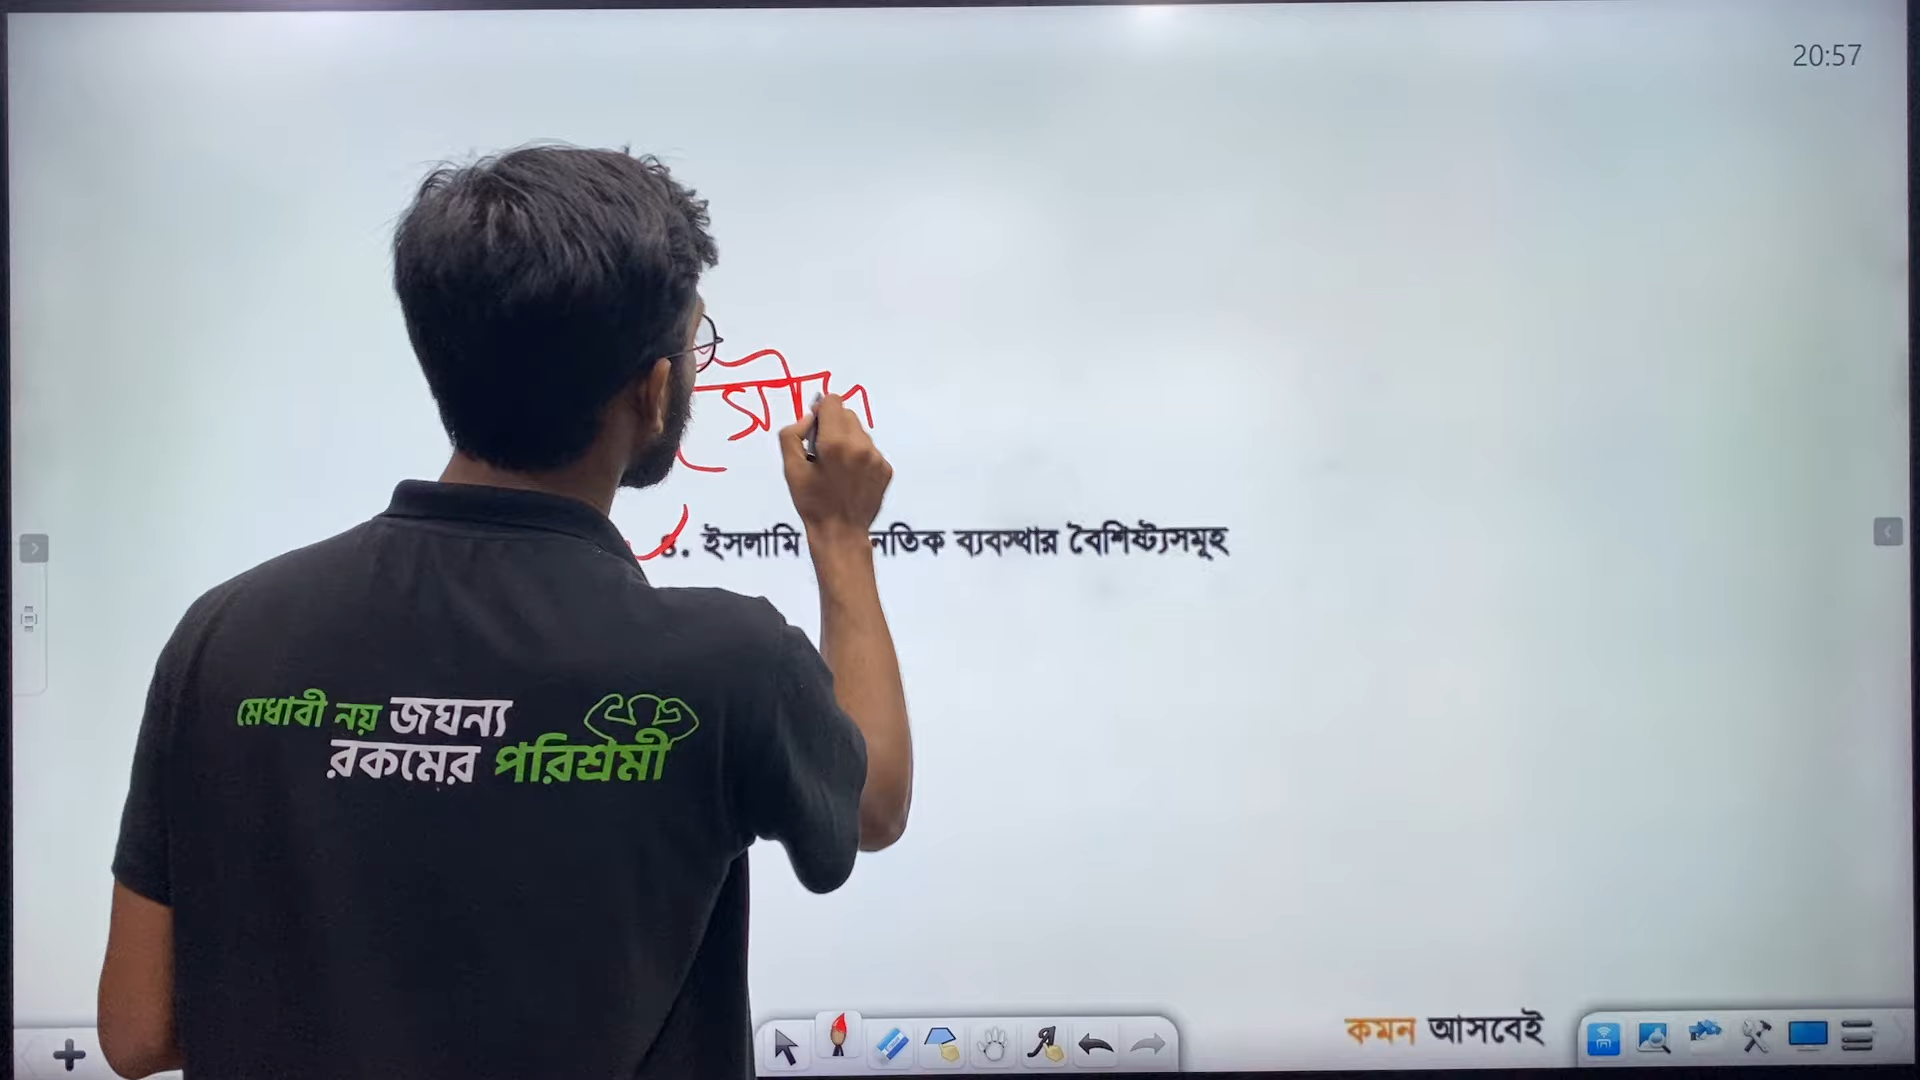 20:57
৪. ইসলামি নতিক ব্যবস্থার বৈশিষ্ট্যসমূহ
মেধাবী নয় জঘন্য
রকমের পরিশ্রমী
কমন আসবেই